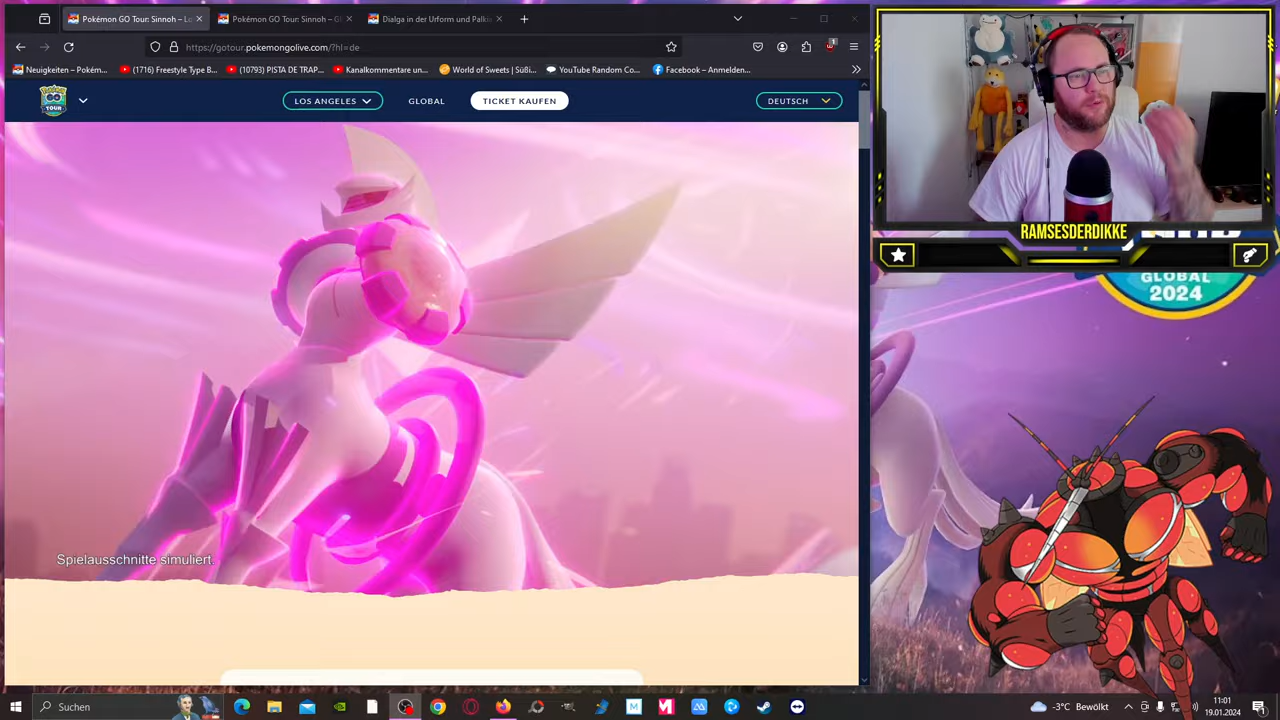 Pokémon GO Tour: Sinnoh – Lo
Pokémon GO Tour: Sinnoh – Gl
Dialga in der Urform und Palkia
https://gotour.pokemongolive.com/?hl=de
1
Neuigkeiten – Pokém...
(1716) Freestyle Type B...
(10793) PISTA DE TRAP...
Kanalkommentare un...
World of Sweets | Süßi...
YouTube Random Co...
Facebook – Anmelden...
TOUR
LOS ANGELES
GLOBAL
TICKET KAUFEN
DEUTSCH
RAMSESDERDIKKE
GLOBAL
2024
Spielausschnitte simuliert.
Suchen
-3°C Bewölkt
11:01
19.01.2024